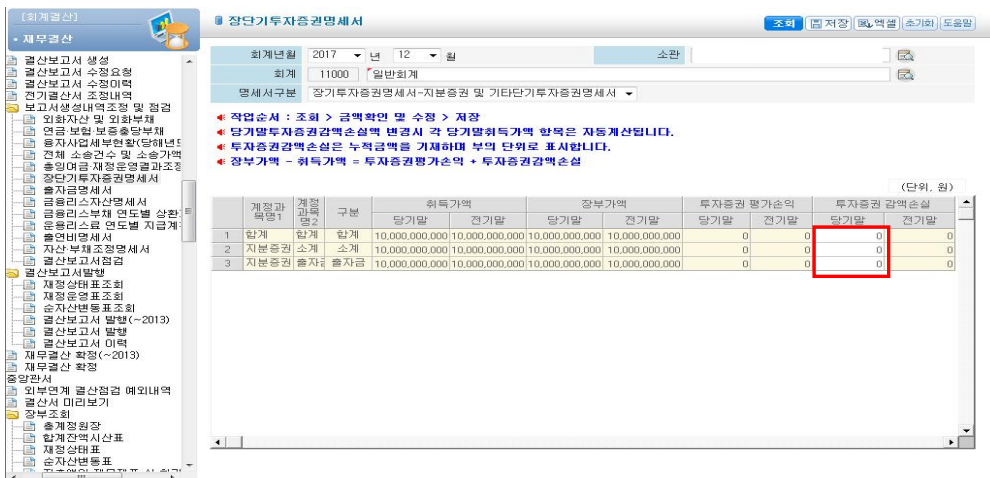 [회계결산]
• 재무결산
결산보고서 생성
결산보고서 수정요청
결산보고서 수정이력
전기결산서 조정내역
보고서생성내역조정 및 점검
외화자산 및 외화부채
연금·보험·보증충당부채
융자사업세부현황(당해년도
전체 소송건수 및 소송가액
총잉여금·재정운영결과조정
장단기투자증권명세서
출자금명세서
금융리스자산명세서
금융리스부채 연도별 상환
운용리스료 연도별 지급계
출연비명세서
자산·부채조정명세서
결산보고서점검
결산보고서발행
재정상태표조회
재정운영표조회
순자산변동표조회
결산보고서 발행(~2013)
결산보고서 발행
결산보고서 이력
재무결산 확정(~2013)
재무결산 확정
중앙관서
외부연계 결산점검 예외내역
결산서 미리보기
장부조회
총계정원장
합계잔액시산표
재정상태표
순자산변동표
장단기투자증권명세서
조회 저장 엑셀 초기화 도움말
회계년월 2017 년 12 월 소관
회계 11000 일반회계
명세서구분 장기투자증권명세서-지분증권 및 기타단기투자증권명세서
작업순서 : 조회 > 금액확인 및 수정 > 저장
당기말투자증권감액손실액 변경시 각 당기말취득가액 항목은 자동계산됩니다.
투자증권감액손실은 누적금액을 기재하며 부의 단위로 표시합니다.
장부가액 - 취득가액 = 투자증권평가손익 + 투자증권감액손실
(단위, 원)
계정과목명1 계정과목명2 구분 취득가액 장부가액 투자증권 평가손익 투자증권 감액손실
당기말 전기말 당기말 전기말 당기말 전기말 당기말 전기말
1 합계 합계 합계 10,000,000,000 10,000,000,000 10,000,000,000 10,000,000,000 0 0 0 0
2 지분증권 소계 소계 10,000,000,000 10,000,000,000 10,000,000,000 10,000,000,000 0 0 0 0
3 지분증권 출자금 출자금 10,000,000,000 10,000,000,000 10,000,000,000 10,000,000,000 0 0 0 0